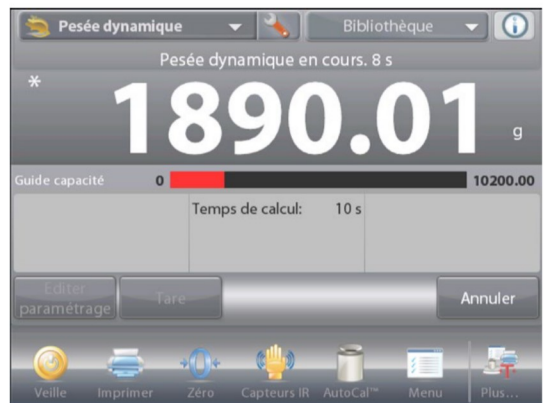 Pesée dynamique Bibliothèque
Pesée dynamique en cours. 8 s
* 1890.01 g
Guide capacité 0 10200.00
Temps de calcul: 10 s
Editer
paramétrage Tare Annuler
Veille Imprimer Zéro Capteurs IR AutoCal™ Menu Plus...